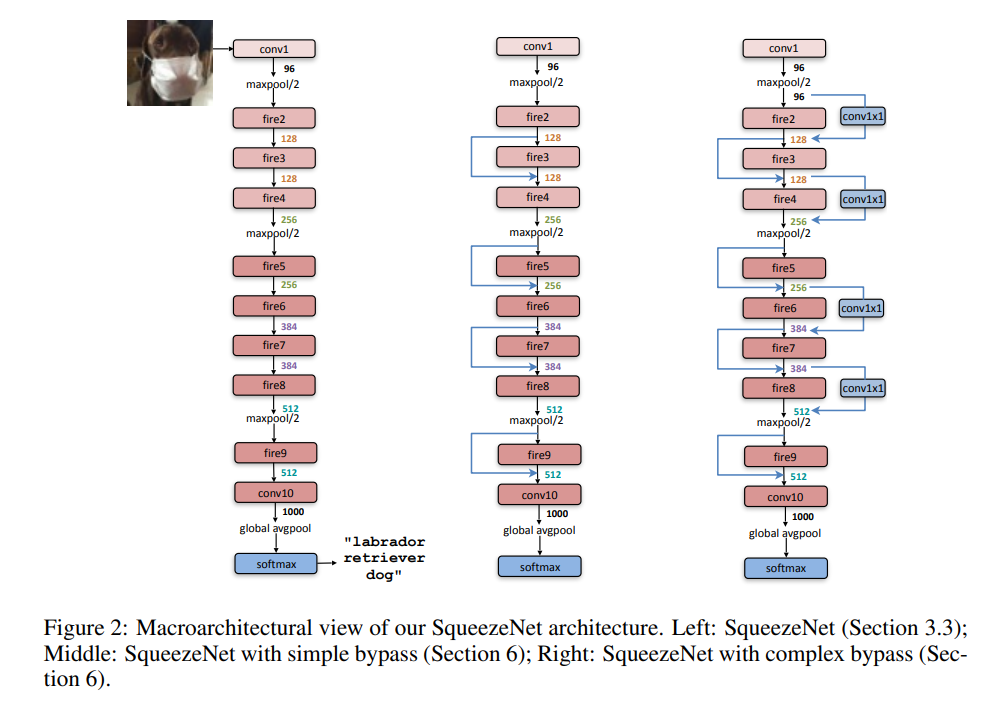 conv1
96
maxpool/2
fire2
128
fire3
128
fire4
256
maxpool/2
fire5
256
fire6
384
fire7
384
fire8
512
maxpool/2
fire9
512
conv10
1000
global avgpool
softmax
"labrador
retriever
dog"
conv1
96
maxpool/2
fire2
128
fire3
128
fire4
256
maxpool/2
fire5
256
fire6
384
fire7
384
fire8
512
maxpool/2
fire9
512
conv10
1000
global avgpool
softmax
conv1
96
maxpool/2
96
fire2
conv1x1
128
fire3
128
fire4
conv1x1
256
maxpool/2
fire5
256
fire6
conv1x1
384
fire7
384
fire8
conv1x1
512
maxpool/2
fire9
512
conv10
1000
global avgpool
softmax
Figure 2: Macroarchitectural view of our SqueezeNet architecture. Left: SqueezeNet (Section 3.3);
Middle: SqueezeNet with simple bypass (Section 6); Right: SqueezeNet with complex bypass (Sec-
tion 6).